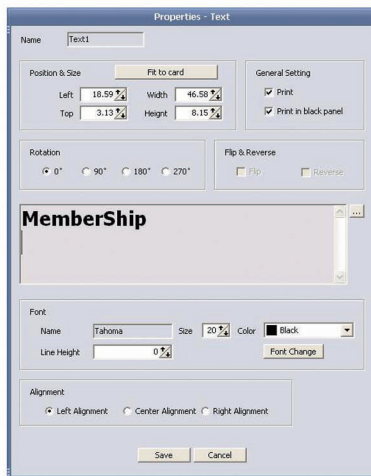 Properties - Text
Name Text1
Position & Size Fit to card
Left 18.59 Width 46.58
Top 3.13 Heignt 8.15
General Setting
Print
Print in black panel
Rotation
0° 90° 180° 270°
Flip & Reverse
Flip Reverse
MemberShip
...
Font
Name Tahoma Size 20 Color Black
Line Height 0 Font Change
Alignment
Left Alignment Center Alignment Right Alignment
Save Cancel